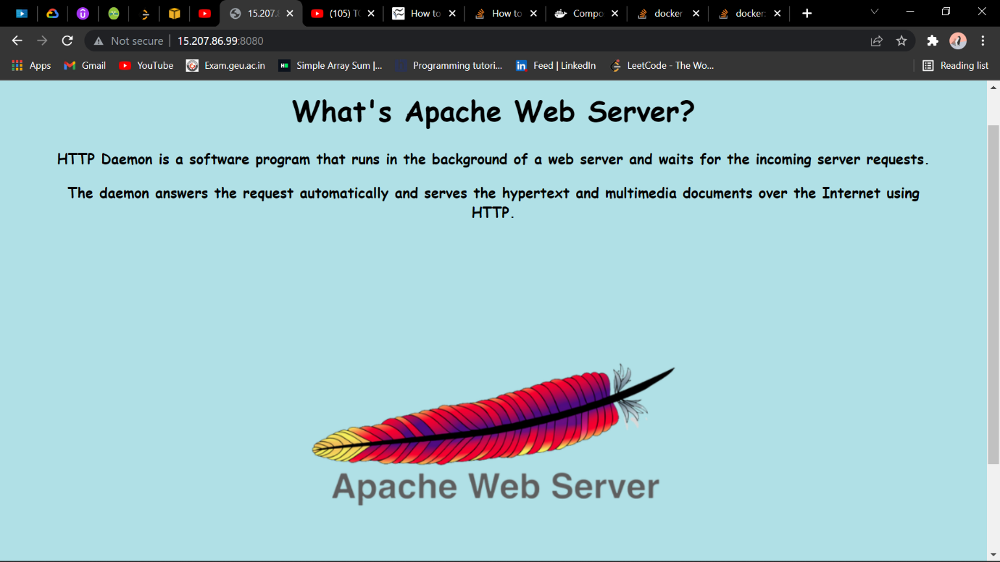 15.207.
(105) T
How to
How to
Compo
docker
docker:
Not secure
15.207.86.99:8080
Apps
Gmail
YouTube
Exam.geu.ac.in
Simple Array Sum |...
Programming tutori...
Feed | LinkedIn
LeetCode - The Wo...
Reading list
What's Apache Web Server?
HTTP Daemon is a software program that runs in the background of a web server and waits for the incoming server requests.
The daemon answers the request automatically and serves the hypertext and multimedia documents over the Internet using
HTTP.
Apache Web Server